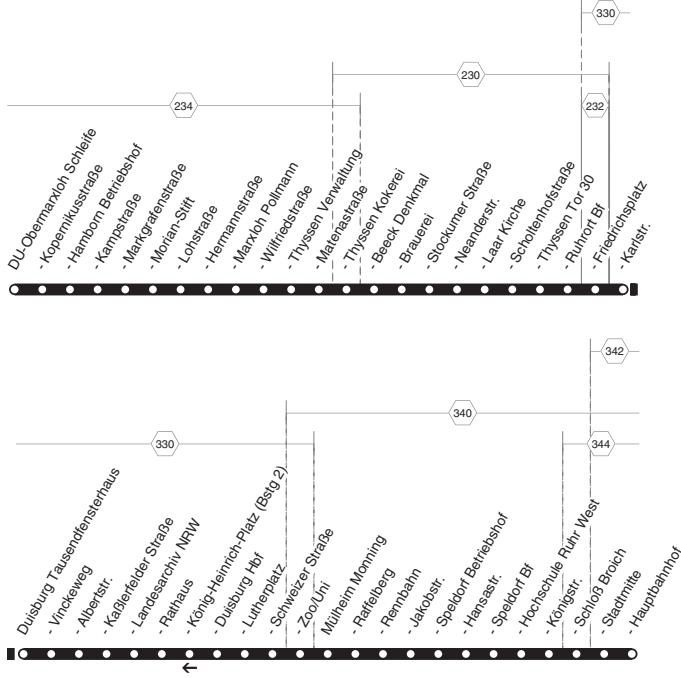 330
230
234
232
DU-Obermarxloh Schleife
- Kopernikusstraße
- Hamborn Betriebshof
- Kampstraße
- Markgrafenstraße
- Morian-Stift
- Lohstraße
- Hermannstraße
- Marxloh Pollmann
- Wilfriedstraße
- Thyssen Verwaltung
- Matenastraße
- Thyssen Kokerei
- Beeck Denkmal
- Brauerei
- Stockumer Straße
- Neanderstr.
- Laar Kirche
- Scholtenhofstraße
- Thyssen Tor 30
- Ruhrort Bf
- Friedrichsplatz
- Karlstr.
342
340
330
344
Duisburg Tausendfensterhaus
- Vinckeweg
- Albertstr.
- Kaßlerfelder Straße
- Landesarchiv NRW
- Rathaus
- König-Heinrich-Platz (Bstg 2)
- Duisburg Hbf
- Lutherplatz
- Schweizer Straße
- Zoo/Uni
Mülheim Monning
- Raffelberg
- Rennbahn
- Jakobstr.
- Speldorf Betriebshof
- Hansastr.
- Speldorf Bf
- Hochschule Ruhr West
- Königstr.
- Schloß Broich
- Stadtmitte
- Hauptbahnhof